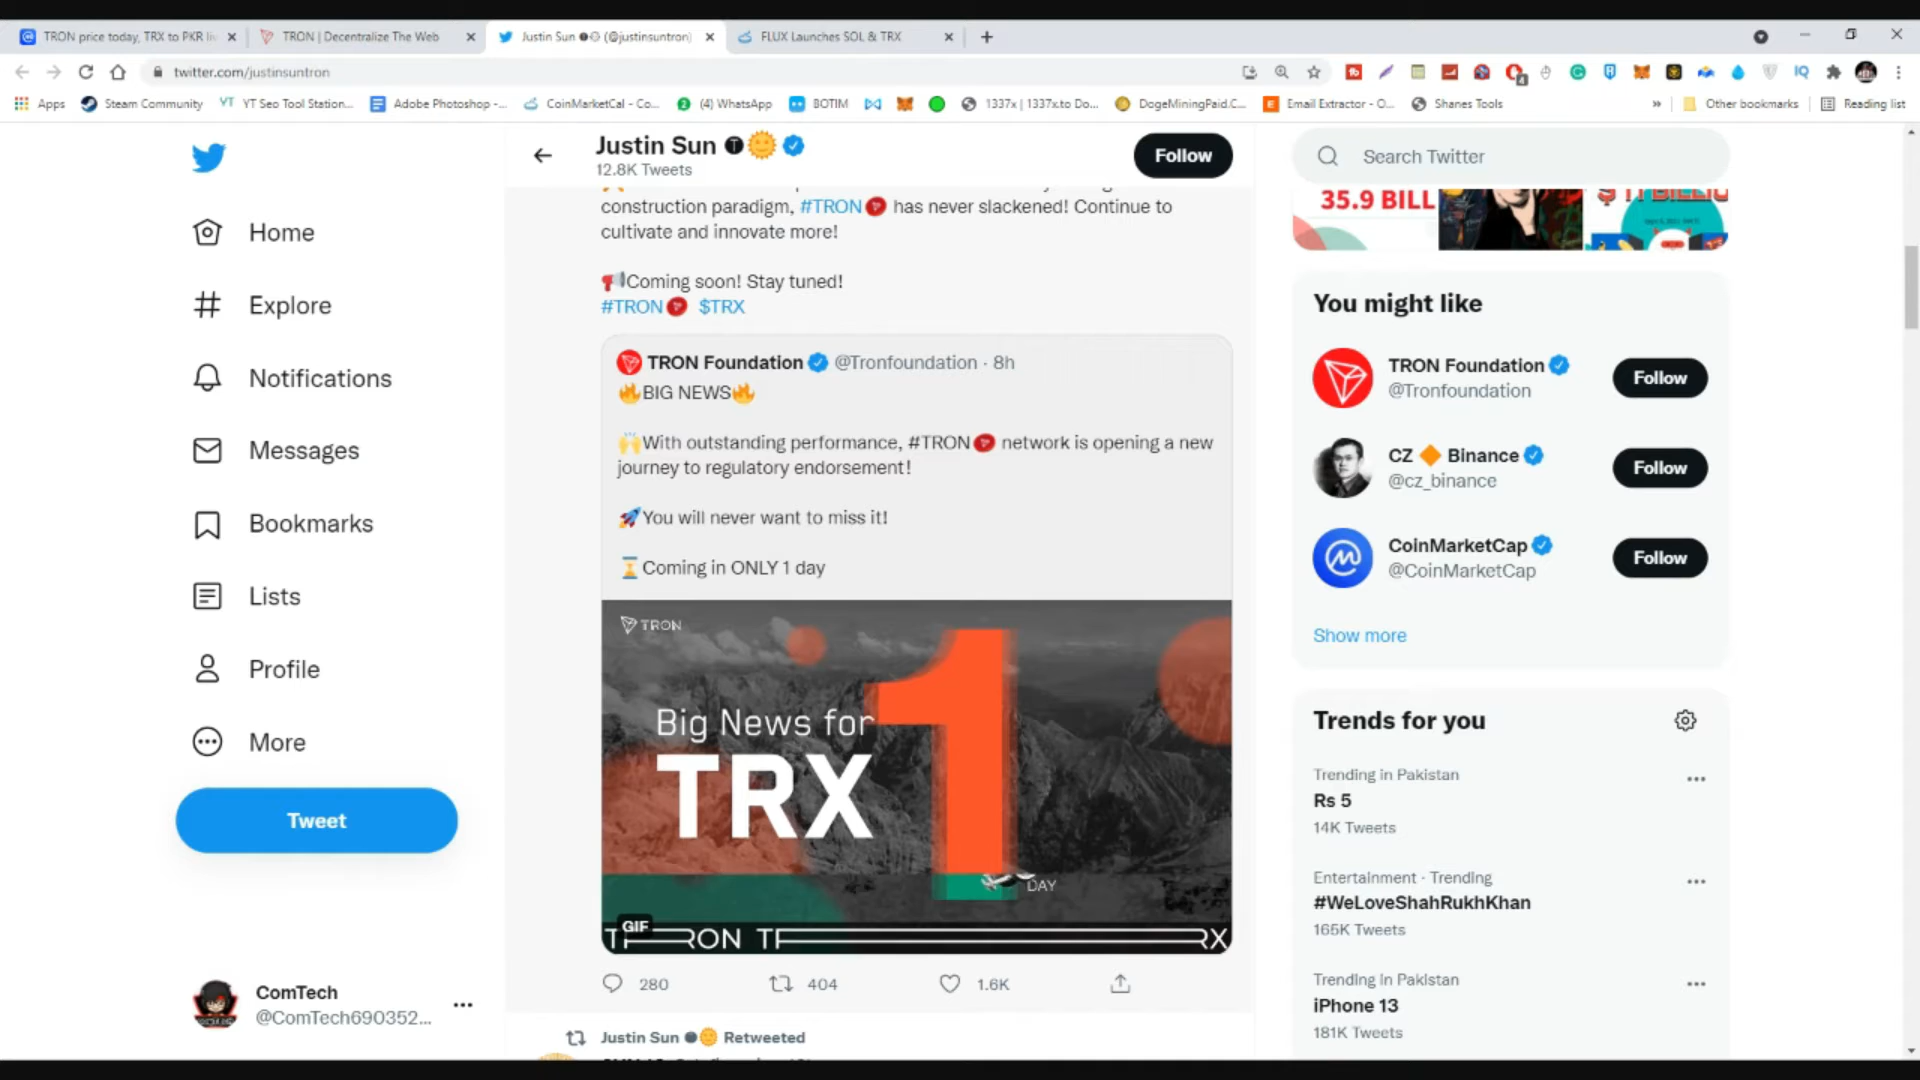 TRON price today, TRX to PKR li
TRON | Decentralize The Web
Justin Sun (@justinsuntron)
FLUX Launches SOL & TRX
twitter.com/justinsuntron
Apps
Steam Community
YT Seo Tool Station...
Adobe Photoshop -...
CoinMarketCal - Co...
(4) WhatsApp
BOTIM
1337x | 1337x.to Do...
DogeMiningPaid.C...
Email Extractor - O...
Shanes Tools
Other bookmarks
Reading list
Home
Explore
Notifications
Messages
Bookmarks
Lists
Profile
More
Tweet
ComTech
@ComTech690352...
Justin Sun
12.8K Tweets
Follow
construction paradigm, #TRON has never slackened! Continue to
cultivate and innovate more!
📢Coming soon! Stay tuned!
#TRON $TRX
TRON Foundation @Tronfoundation · 8h
🔥BIG NEWS🔥
🙌With outstanding performance, #TRON network is opening a new
journey to regulatory endorsement!
🚀You will never want to miss it!
⏳Coming in ONLY 1 day
TRON
Big News for
TRX
1
DAY
GIF
280
404
1.6K
Justin Sun Retweeted
Search Twitter
35.9 BILL
You might like
TRON Foundation
@Tronfoundation
Follow
CZ 🔶 Binance
@cz_binance
Follow
CoinMarketCap
@CoinMarketCap
Follow
Show more
Trends for you
Trending in Pakistan
Rs 5
14K Tweets
Entertainment · Trending
#WeLoveShahRukhKhan
165K Tweets
Trending in Pakistan
iPhone 13
181K Tweets